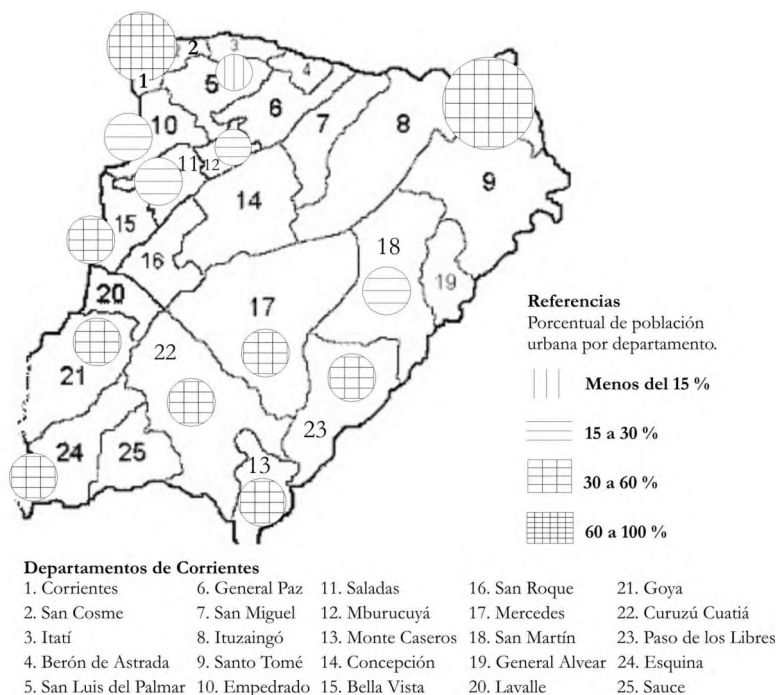 1
2
3
4
5
6
7
8
9
10
11
12
14
15
16
18
19
17
20
22
21
23
13
24
25
Referencias
Porcentual de población
urbana por departamento.
Menos del 15 %
15 a 30 %
30 a 60 %
60 a 100 %
Departamentos de Corrientes
1. Corrientes
2. San Cosme
3. Itatí
4. Berón de Astrada
5. San Luis del Palmar
6. General Paz
7. San Miguel
8. Ituzaingó
9. Santo Tomé
10. Empedrado
11. Saladas
12. Mburucuyá
13. Monte Caseros
14. Concepción
15. Bella Vista
16. San Roque
17. Mercedes
18. San Martín
19. General Alvear
20. Lavalle
21. Goya
22. Curuzú Cuatiá
23. Paso de los Libres
24. Esquina
25. Sauce